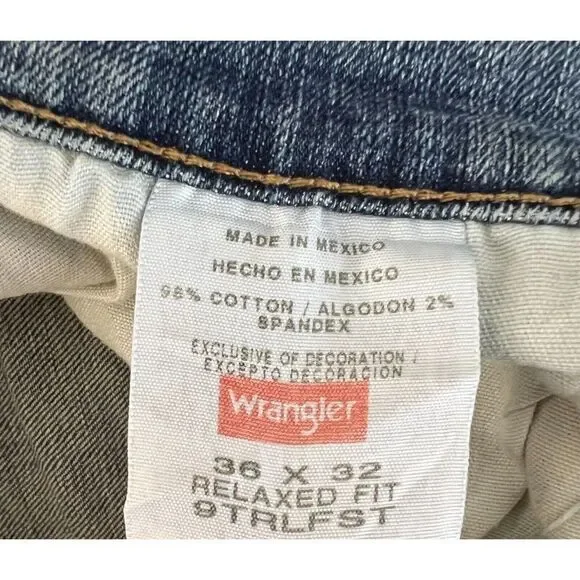 MADE IN MEXICO
HECHO EN MEXICO
98% COTTON / ALGODON 2%
SPANDEX
EXCLUSIVE OF DECORATION /
EXCEPTO DECORACION
Wrangler
36 X 32
RELAXED FIT
9TRLFST